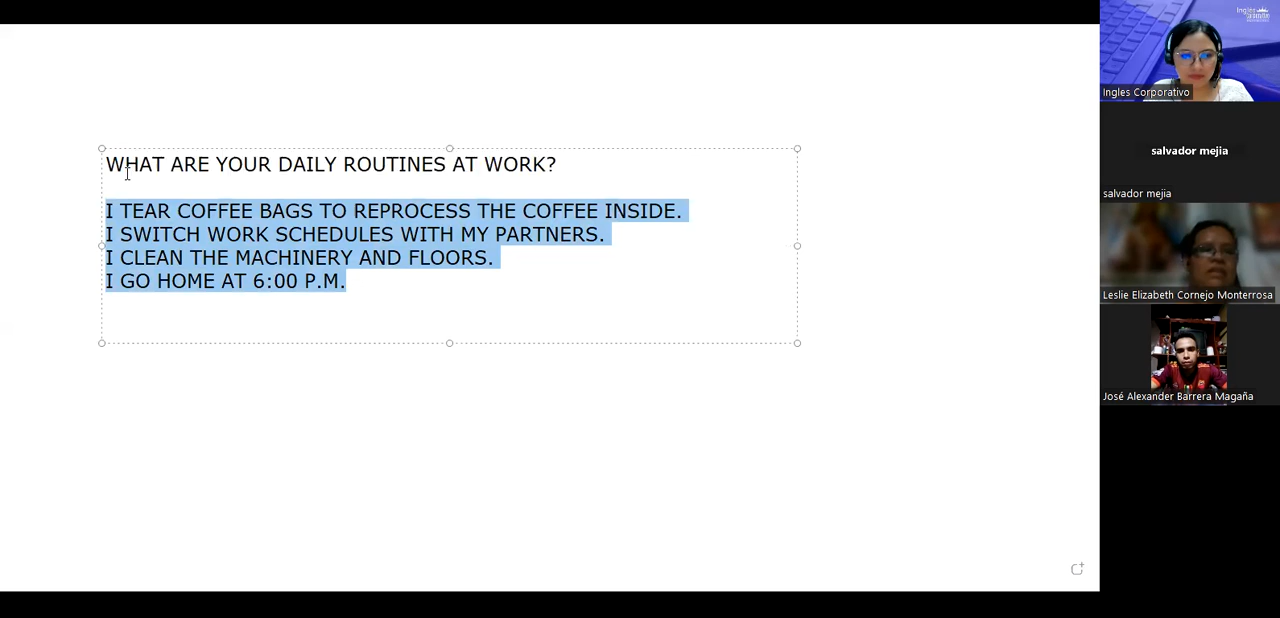 WHAT ARE YOUR DAILY ROUTINES AT WORK?
I TEAR COFFEE BAGS TO REPROCESS THE COFFEE INSIDE.
I SWITCH WORK SCHEDULES WITH MY PARTNERS.
I CLEAN THE MACHINERY AND FLOORS.
I GO HOME AT 6:00 P.M.
Ingles Corporativo
salvador mejia
salvador mejia
Leslie Elizabeth Cornejo Monterrosa
José Alexander Barrera Magaña